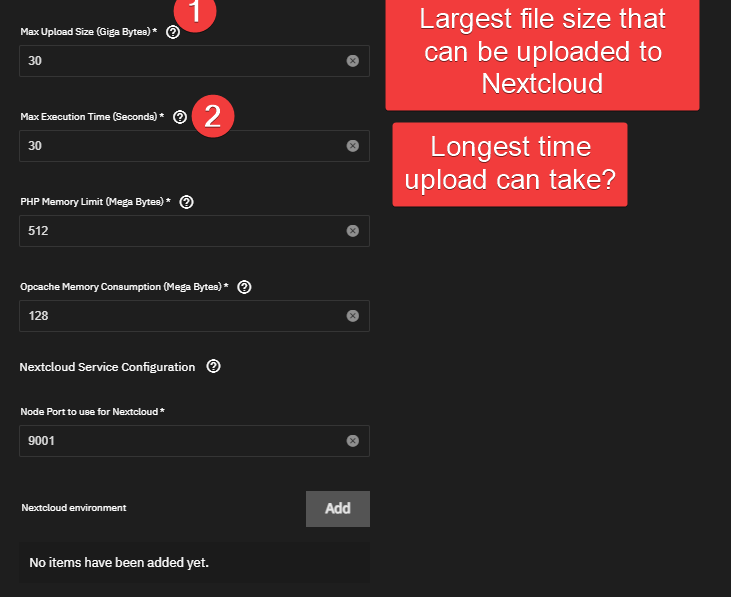 1
Max Upload Size (Giga Bytes) *
30
Largest file size that
can be uploaded to
Nextcloud
Max Execution Time (Seconds) *
2
30
Longest time
upload can take?
PHP Memory Limit (Mega Bytes) *
512
Opcache Memory Consumption (Mega Bytes) *
128
Nextcloud Service Configuration
Node Port to use for Nextcloud *
9001
Nextcloud environment
Add
No items have been added yet.